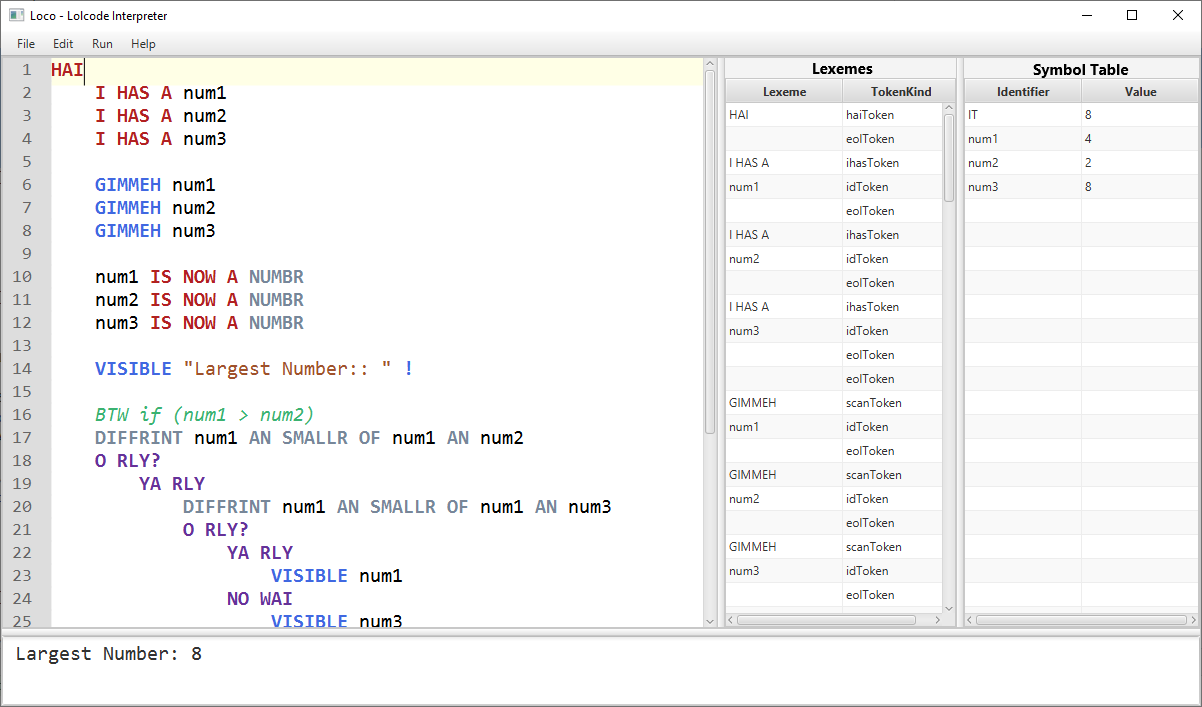 Loco - Lolcode Interpreter
File Edit Run Help
1 HAI
2 I HAS A num1
3 I HAS A num2
4 I HAS A num3
5
6 GIMMEH num1
7 GIMMEH num2
8 GIMMEH num3
9
10 num1 IS NOW A NUMBR
11 num2 IS NOW A NUMBR
12 num3 IS NOW A NUMBR
13
14 VISIBLE "Largest Number:: " !
15
16 BTW if (num1 > num2)
17 DIFFRINT num1 AN SMALLR OF num1 AN num2
18 O RLY?
19 YA RLY
20 DIFFRINT num1 AN SMALLR OF num1 AN num3
21 O RLY?
22 YA RLY
23 VISIBLE num1
24 NO WAI
25 VISIBLE num3
Lexemes
Lexeme TokenKind
HAI haiToken
eolToken
I HAS A ihasToken
num1 idToken
eolToken
I HAS A ihasToken
num2 idToken
eolToken
I HAS A ihasToken
num3 idToken
eolToken
eolToken
GIMMEH scanToken
num1 idToken
eolToken
GIMMEH scanToken
num2 idToken
eolToken
GIMMEH scanToken
num3 idToken
eolToken
Symbol Table
Identifier Value
IT 8
num1 4
num2 2
num3 8
Largest Number: 8